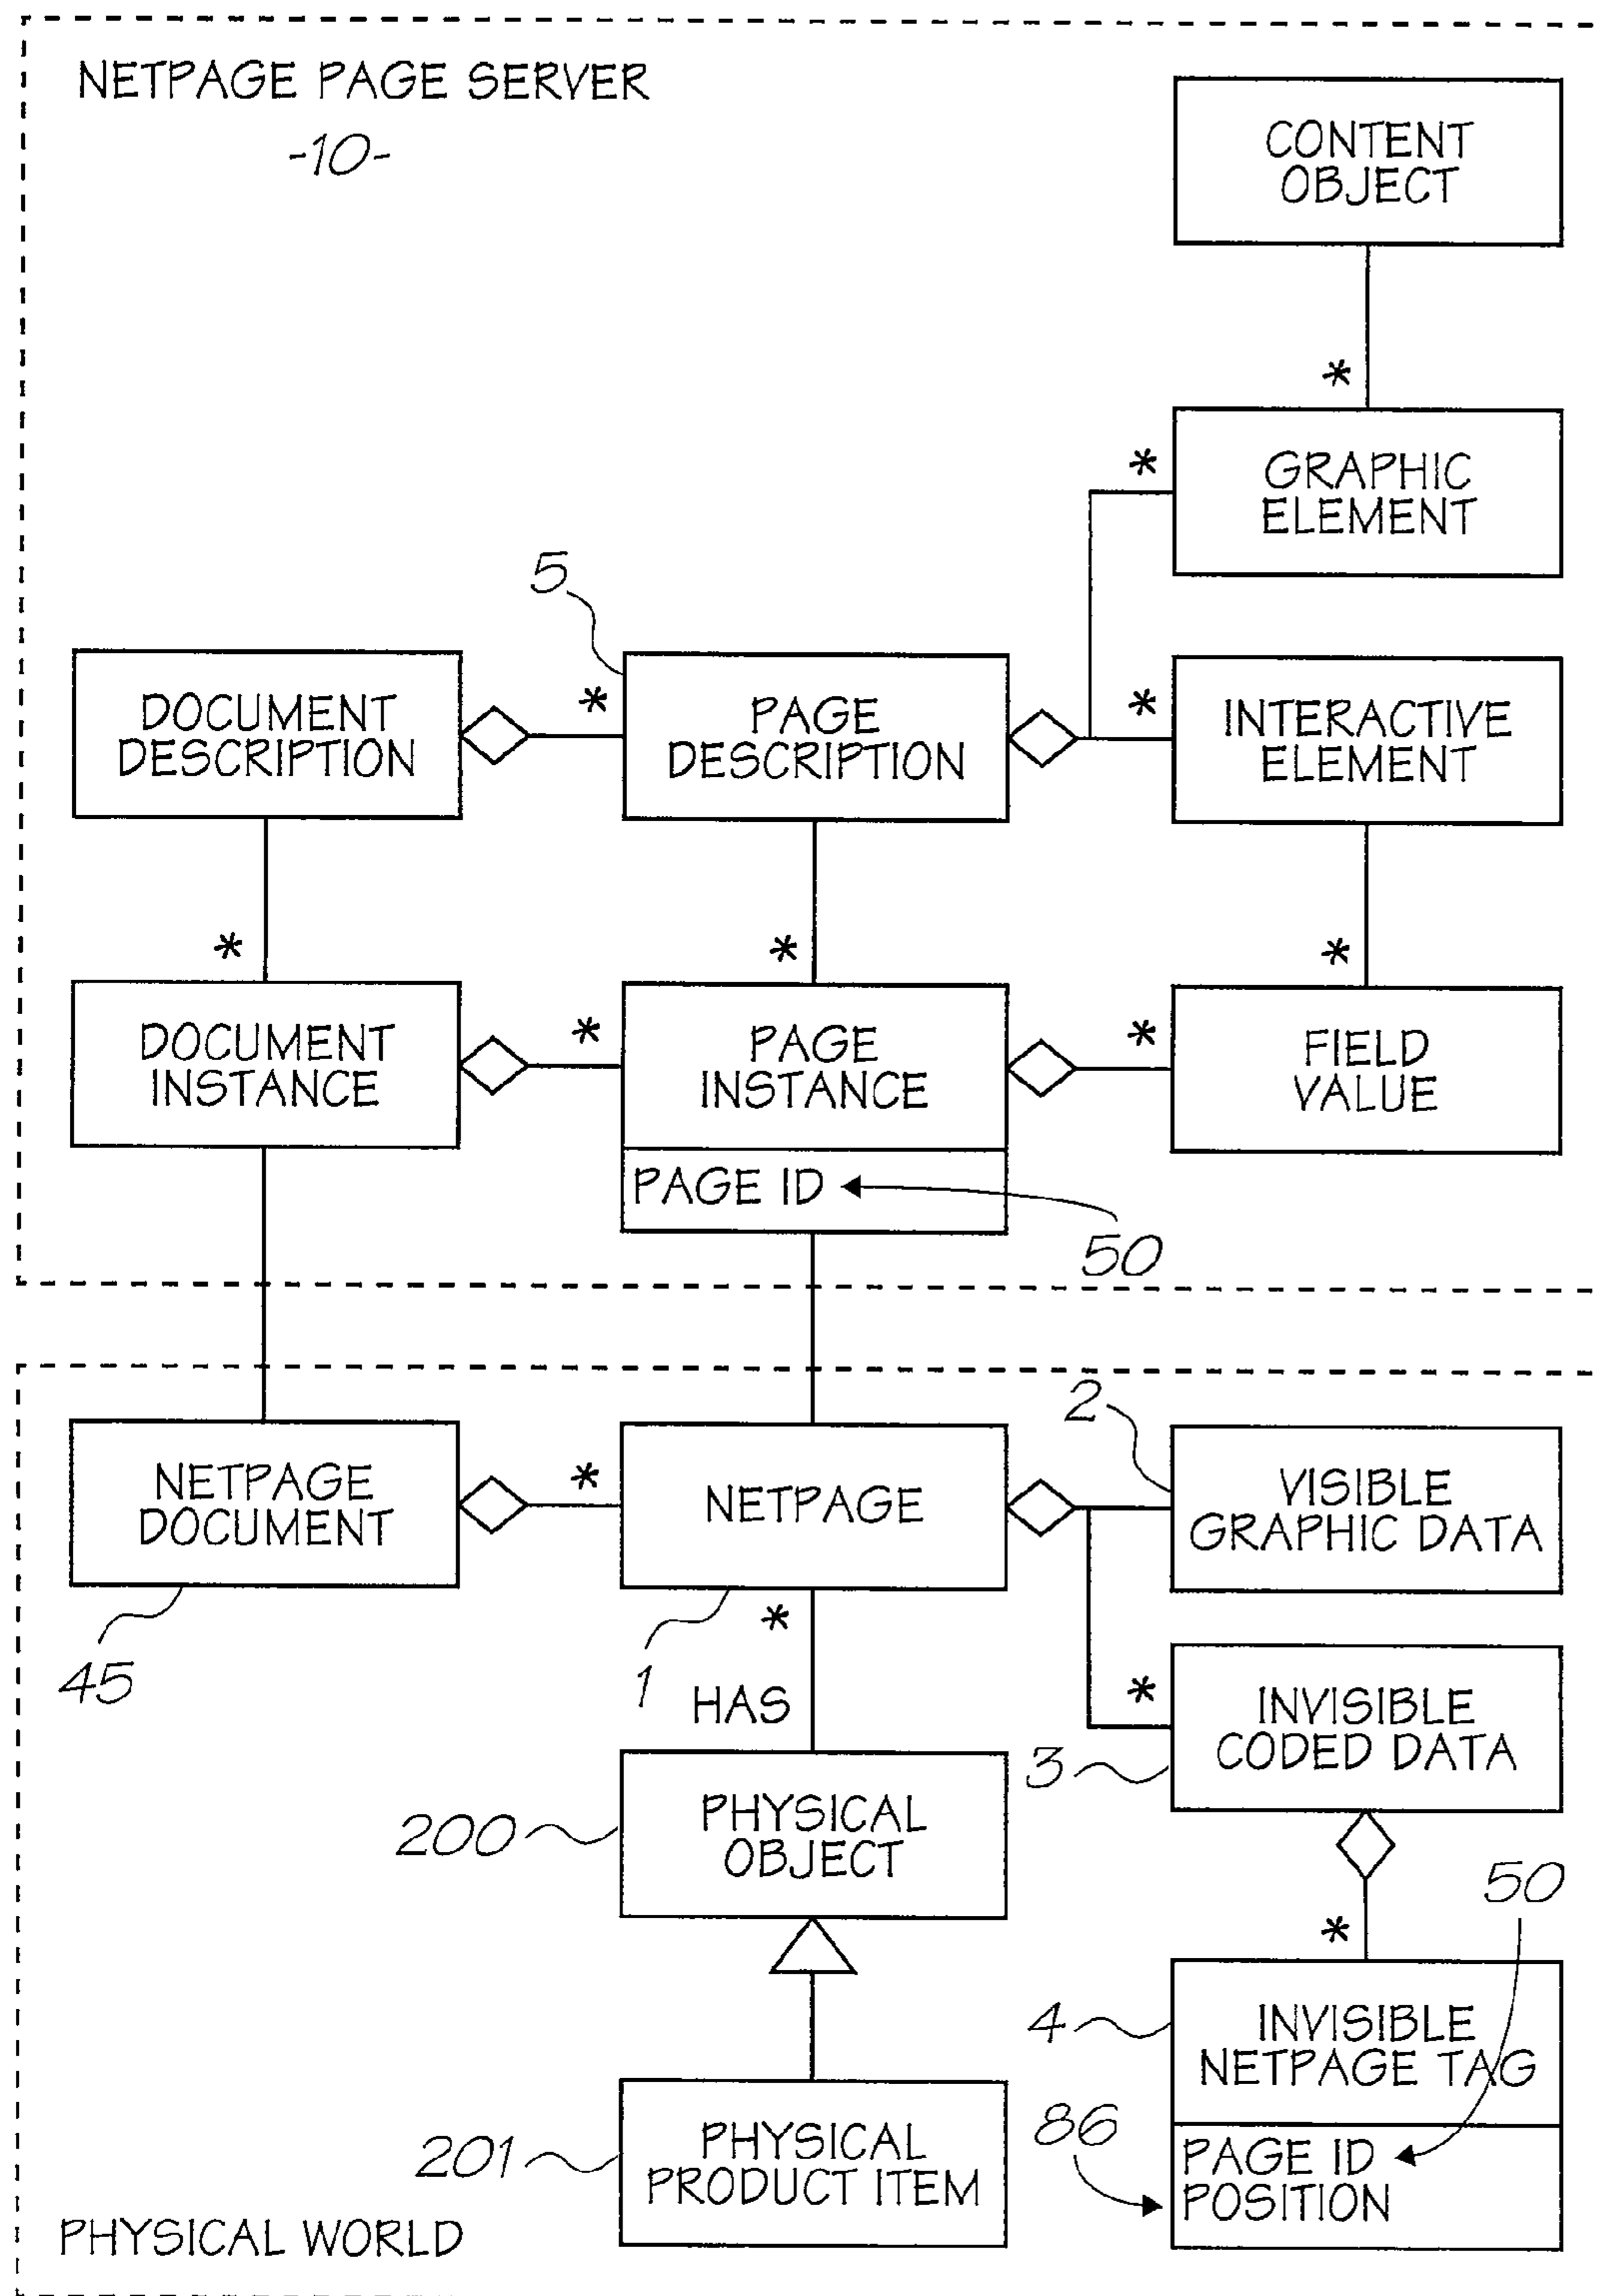 NETPAGE PAGE SERVER
-10-
CONTENT
OBJECT
*
*
GRAPHIC
ELEMENT
5
DOCUMENT
DESCRIPTION
*
PAGE
DESCRIPTION
*
INTERACTIVE
ELEMENT
*
*
*
DOCUMENT
INSTANCE
*
PAGE
INSTANCE
*
FIELD
VALUE
PAGE ID
50
NETPAGE
DOCUMENT
*
NETPAGE
2
VISIBLE
GRAPHIC DATA
45
1
*
HAS
*
INVISIBLE
CODED DATA
3
200
PHYSICAL
OBJECT
50
*
4
INVISIBLE
NETPAGE TAG
201
PHYSICAL
PRODUCT ITEM
86
PAGE ID
POSITION
PHYSICAL WORLD